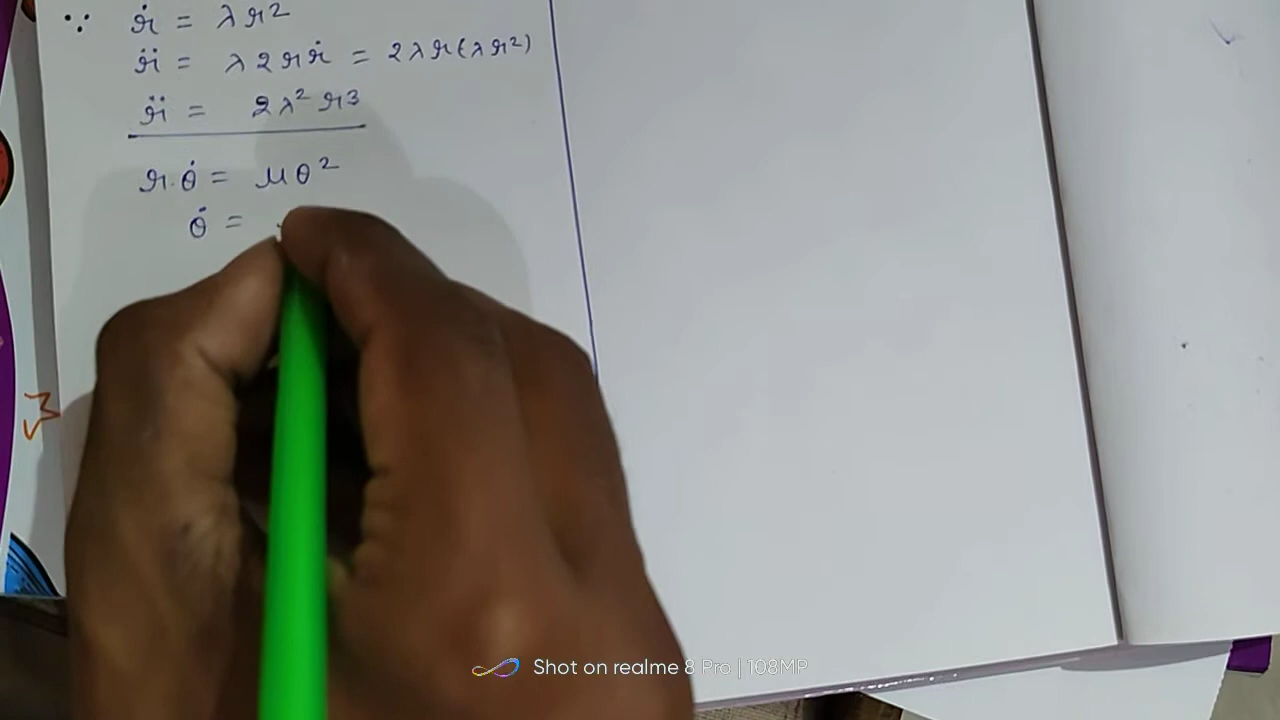 ∵ ṙ = λr²
r̈ = λ2rṙ = 2λr(λr²)
r̈ = 2λ²r³
r.θ̇ = μθ²
θ̇ =
Shot on realme 8 Pro | 108MP